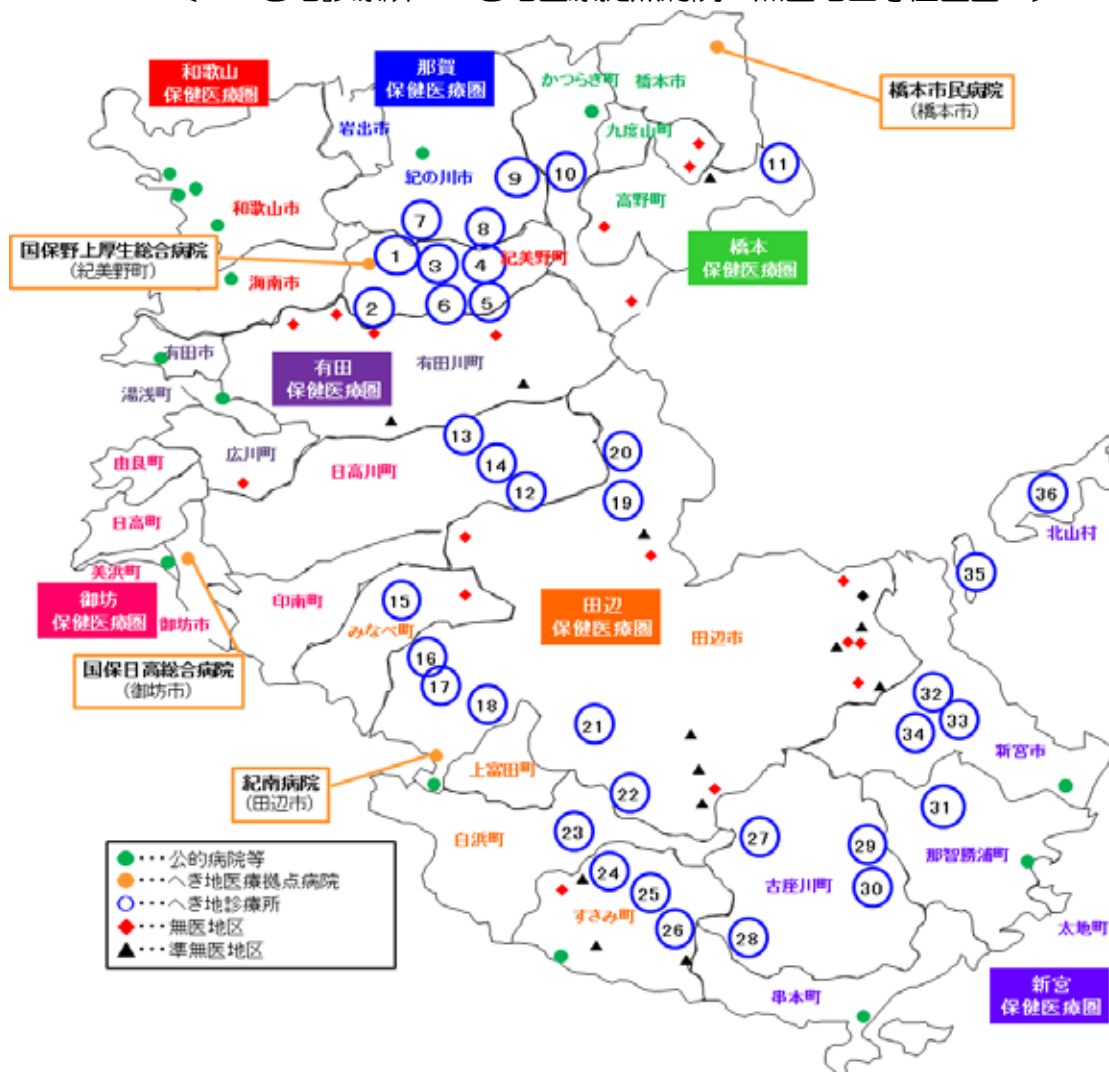 和歌山
保健医療圏
那賀
保健医療圏
かつらぎ町
橋本市
橋本市民病院
(橋本市)
岩出市
九度山町
紀の川市
9
10
11
高野町
和歌山市
7
8
国保野上厚生総合病院
(紀美野町)
1
3
4
紀美野町
橋本
保健医療圏
海南市
2
6
5
有田市
有田
保健医療圏
有田川町
湯浅町
13
広川町
日高川町
14
20
由良町
12
19
36
日高町
北山村
35
美浜町
御坊
保健医療圏
御坊市
印南町
15
みなべ町
田辺
保健医療圏
田辺市
16
国保日高総合病院
(御坊市)
17
18
21
32
33
34
新宮市
紀南病院
(田辺市)
上富田町
22
31
白浜町
23
27
29
那智勝浦町
●・・・公的病院等
●・・・へき地医療拠点病院
○・・・へき地診療所
◆・・・無医地区
▲・・・準無医地区
24
25
古座川町
30
すさみ町
26
28
太地町
串本町
新宮
保健医療圏